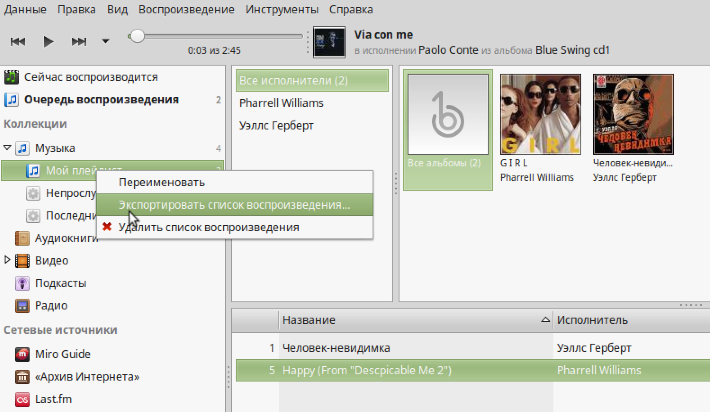 Данные Правка Вид Воспроизведение Инструменты Справка
Via con me
в исполнении Paolo Conte из альбома Blue Swing cd1
0:03 из 2:45
Сейчас воспроизводится
Очередь воспроизведения 2
Коллекции
Музыка 4
Мой плейлист
Непрослу
Последни
Аудиокниги
Видео
Подкасты
Радио
Сетевые источники
Miro Guide
«Архив Интернета»
Last.fm
Переименовать
Экспортировать список воспроизведения...
Удалить список воспроизведения
Все исполнители (2)
Pharrell Williams
Уэллс Герберт
Все альбомы (2)
GIRL
G I R L
Pharrell Williams
Г. УЭЛЛС
ЧЕЛОВЕК
НЕВИДИМКА
Человек-невиди...
Уэллс Герберт
Название Исполнитель
1 Человек-невидимка Уэллс Герберт
5 Happy (From "Descpicable Me 2") Pharrell Williams